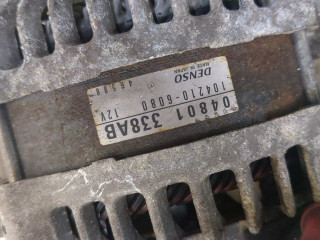 04801 338AB
104210-6080 12V
DENSO
MADE IN JAPAN